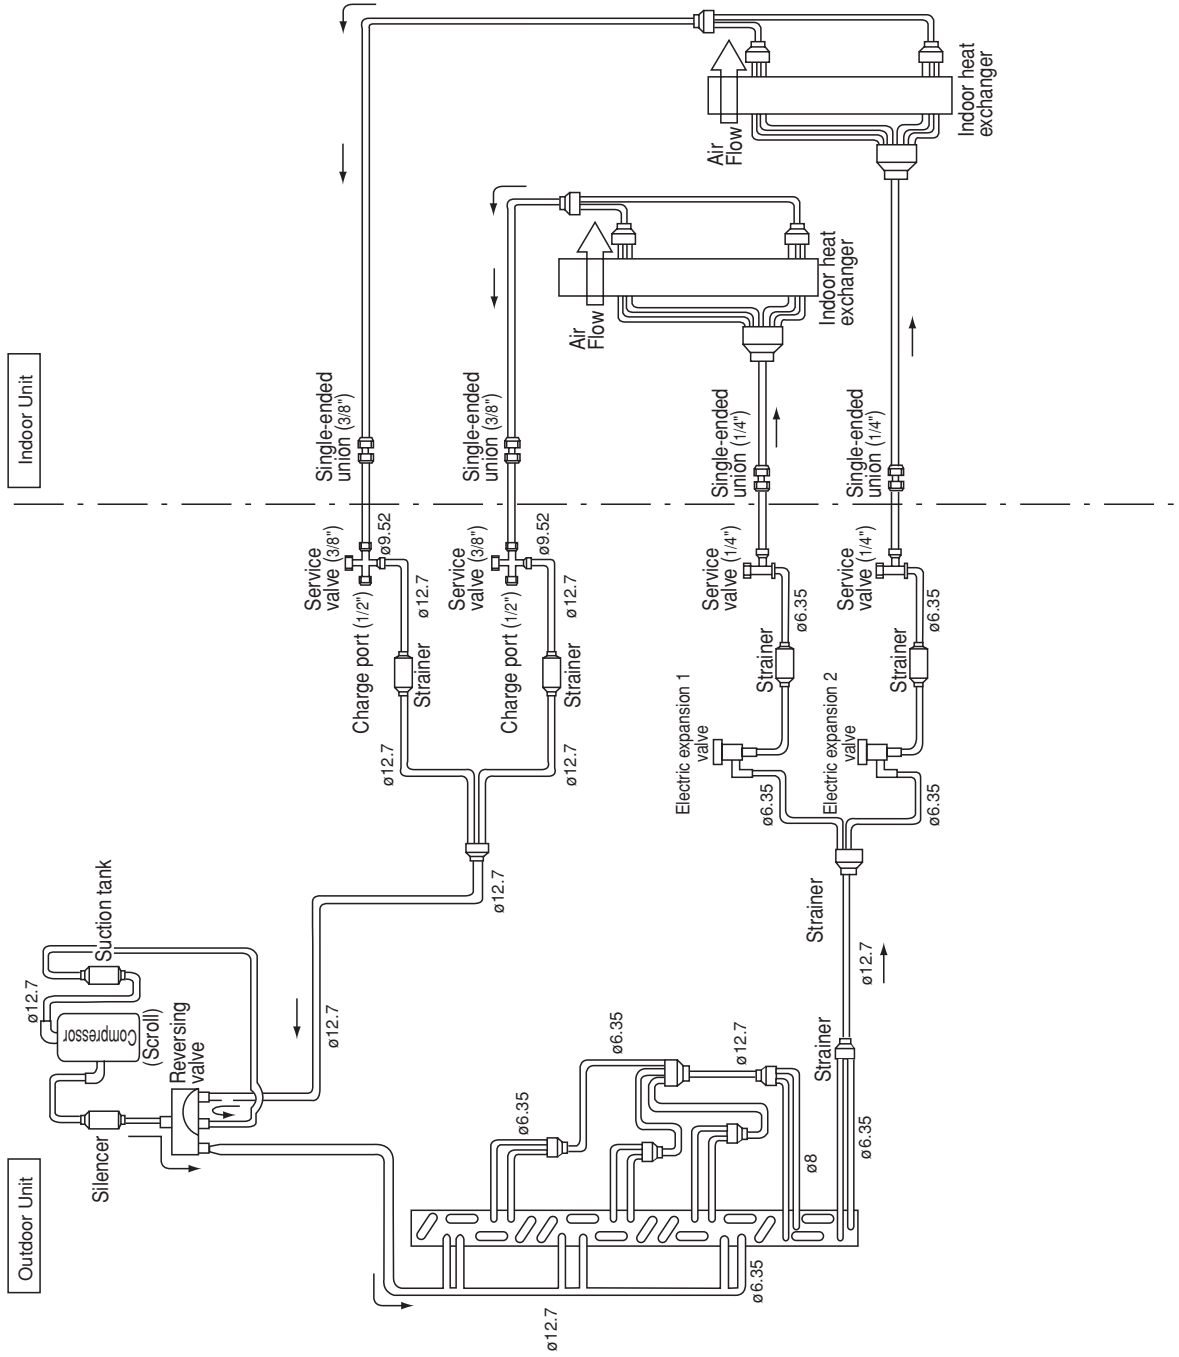 Outdoor Unit
Indoor Unit
Suction tank
ø12.7
Compressor
(Scroll)
Reversing
valve
Silencer
ø12.7
ø12.7
ø12.7
ø12.7
Charge port (1/2")
Strainer
ø12.7
Service
valve (3/8")
ø9.52
Single-ended
union (3/8")
Charge port (1/2")
Strainer
ø12.7
Service
valve (3/8")
ø9.52
Single-ended
union (3/8")
Air
Flow
Indoor heat
exchanger
Air
Flow
Indoor heat
exchanger
Electric expansion 1
valve
ø6.35
Strainer
ø6.35
Service
valve (1/4")
Single-ended
union (1/4")
Electric expansion 2
valve
ø6.35
Strainer
ø6.35
Service
valve (1/4")
Single-ended
union (1/4")
Strainer
ø12.7
Strainer
ø6.35
ø6.35
ø6.35
ø12.7
ø8
ø12.7
ø6.35